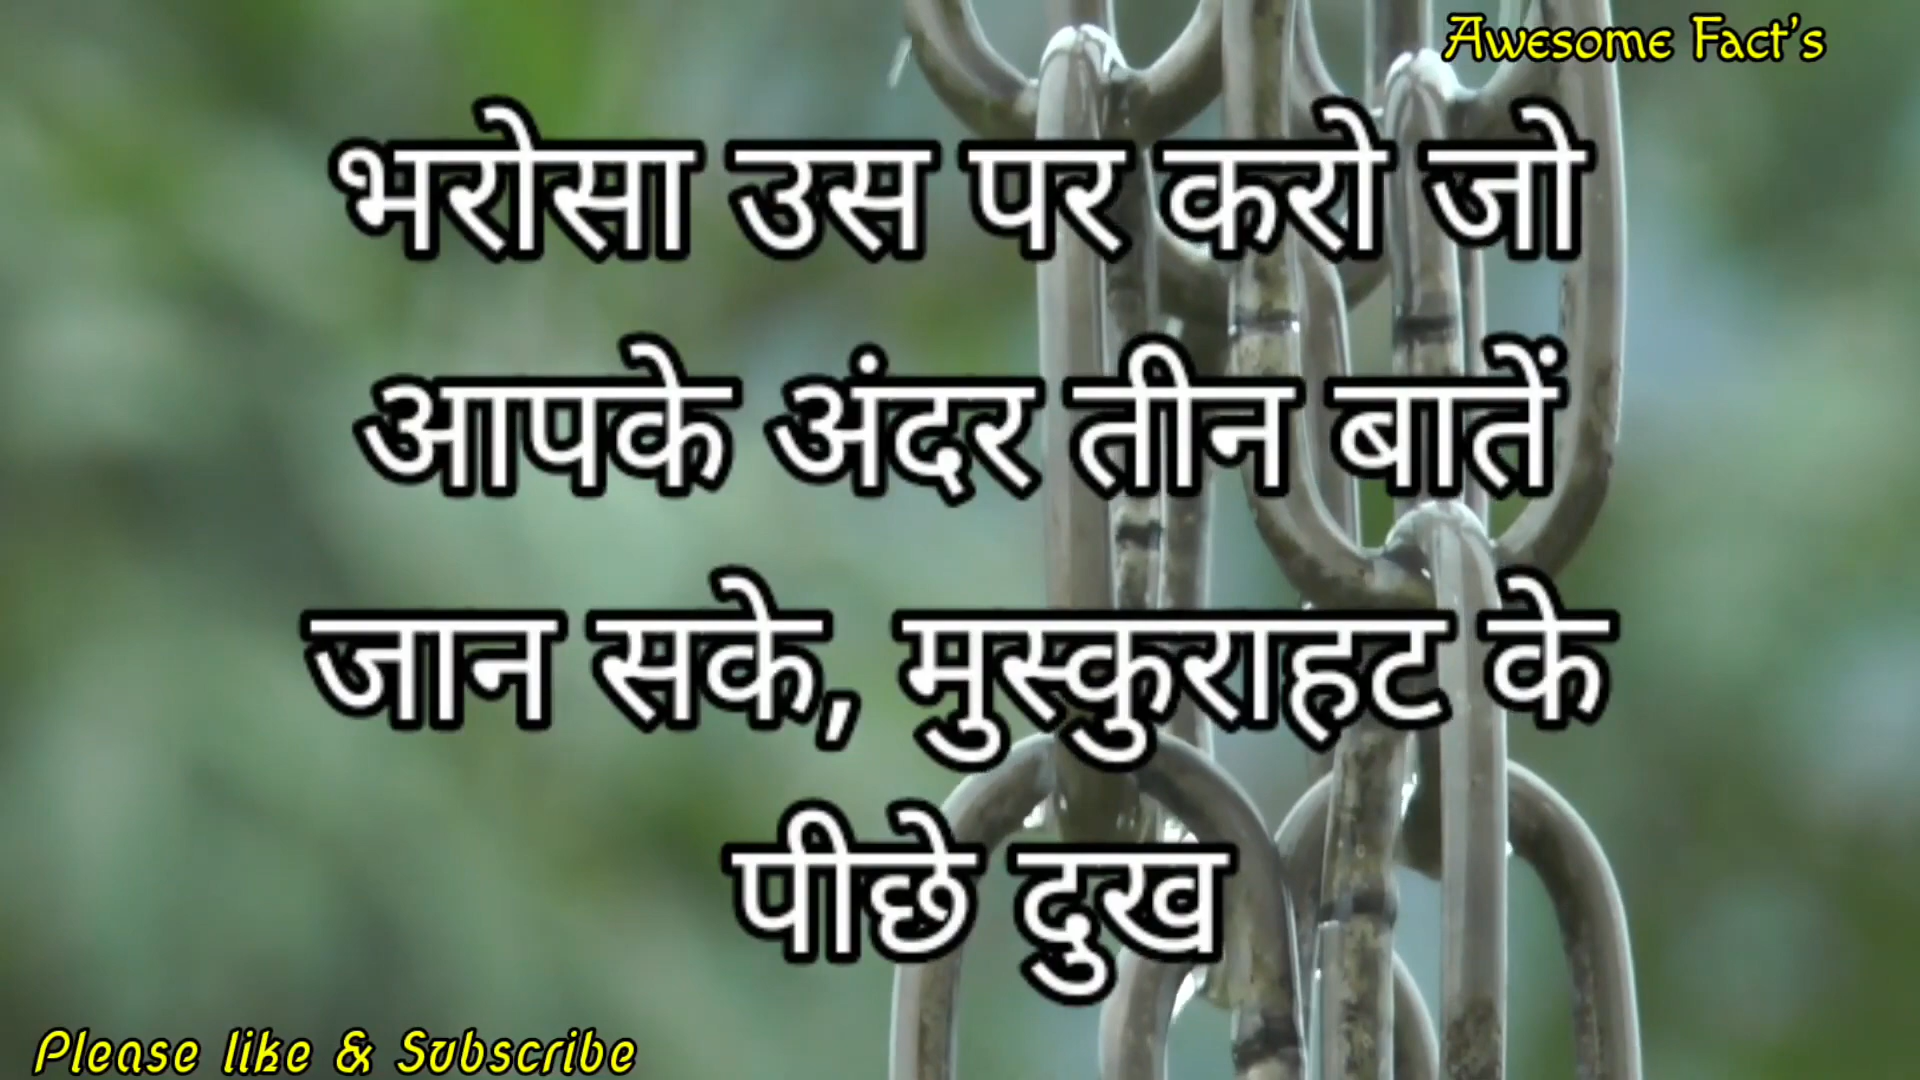 Awesome Fact's
भरोसा उस पर करो जो
आपके अंदर तीन बातें
जान सके, मुस्कुराहट के
पीछे दुख
Please like & Subscribe